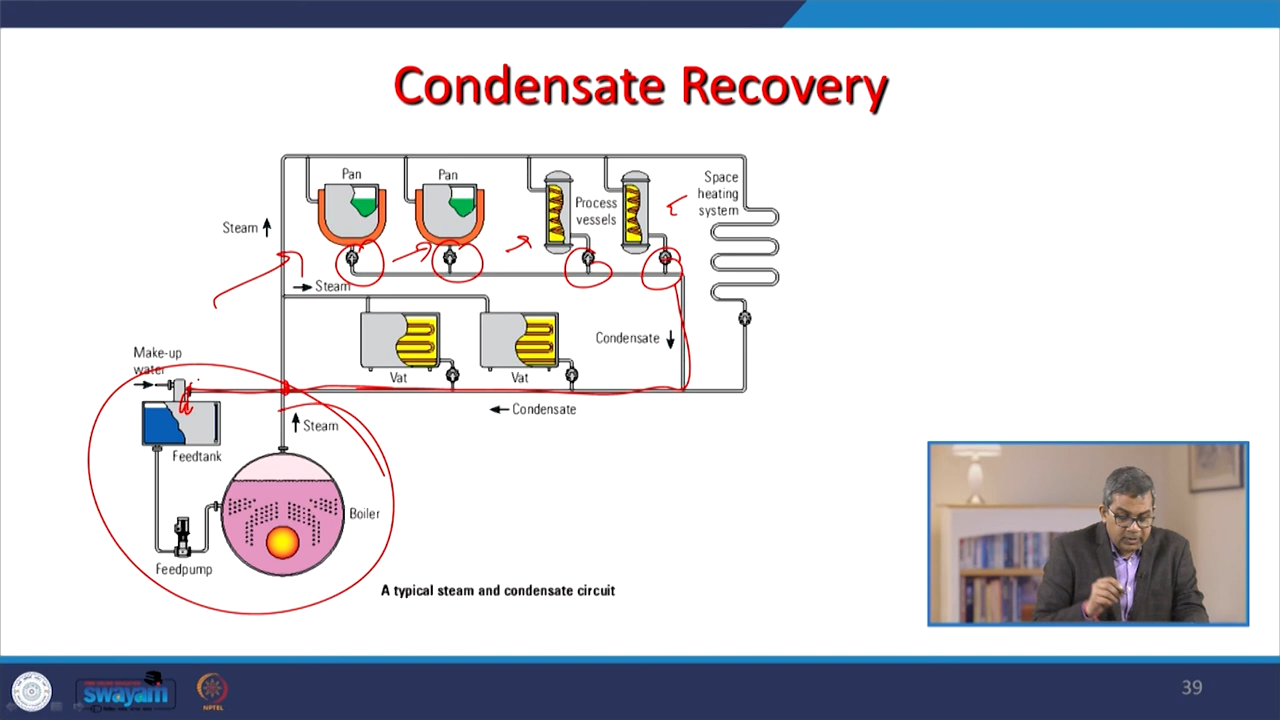 Condensate Recovery
Pan
Pan
Space
heating
system
Process
vessels
Steam
Steam
Condensate
Make-up
water
Vat
Vat
Condensate
Steam
Feedtank
Boiler
Feedpump
A typical steam and condensate circuit
swayam
NPTEL
39